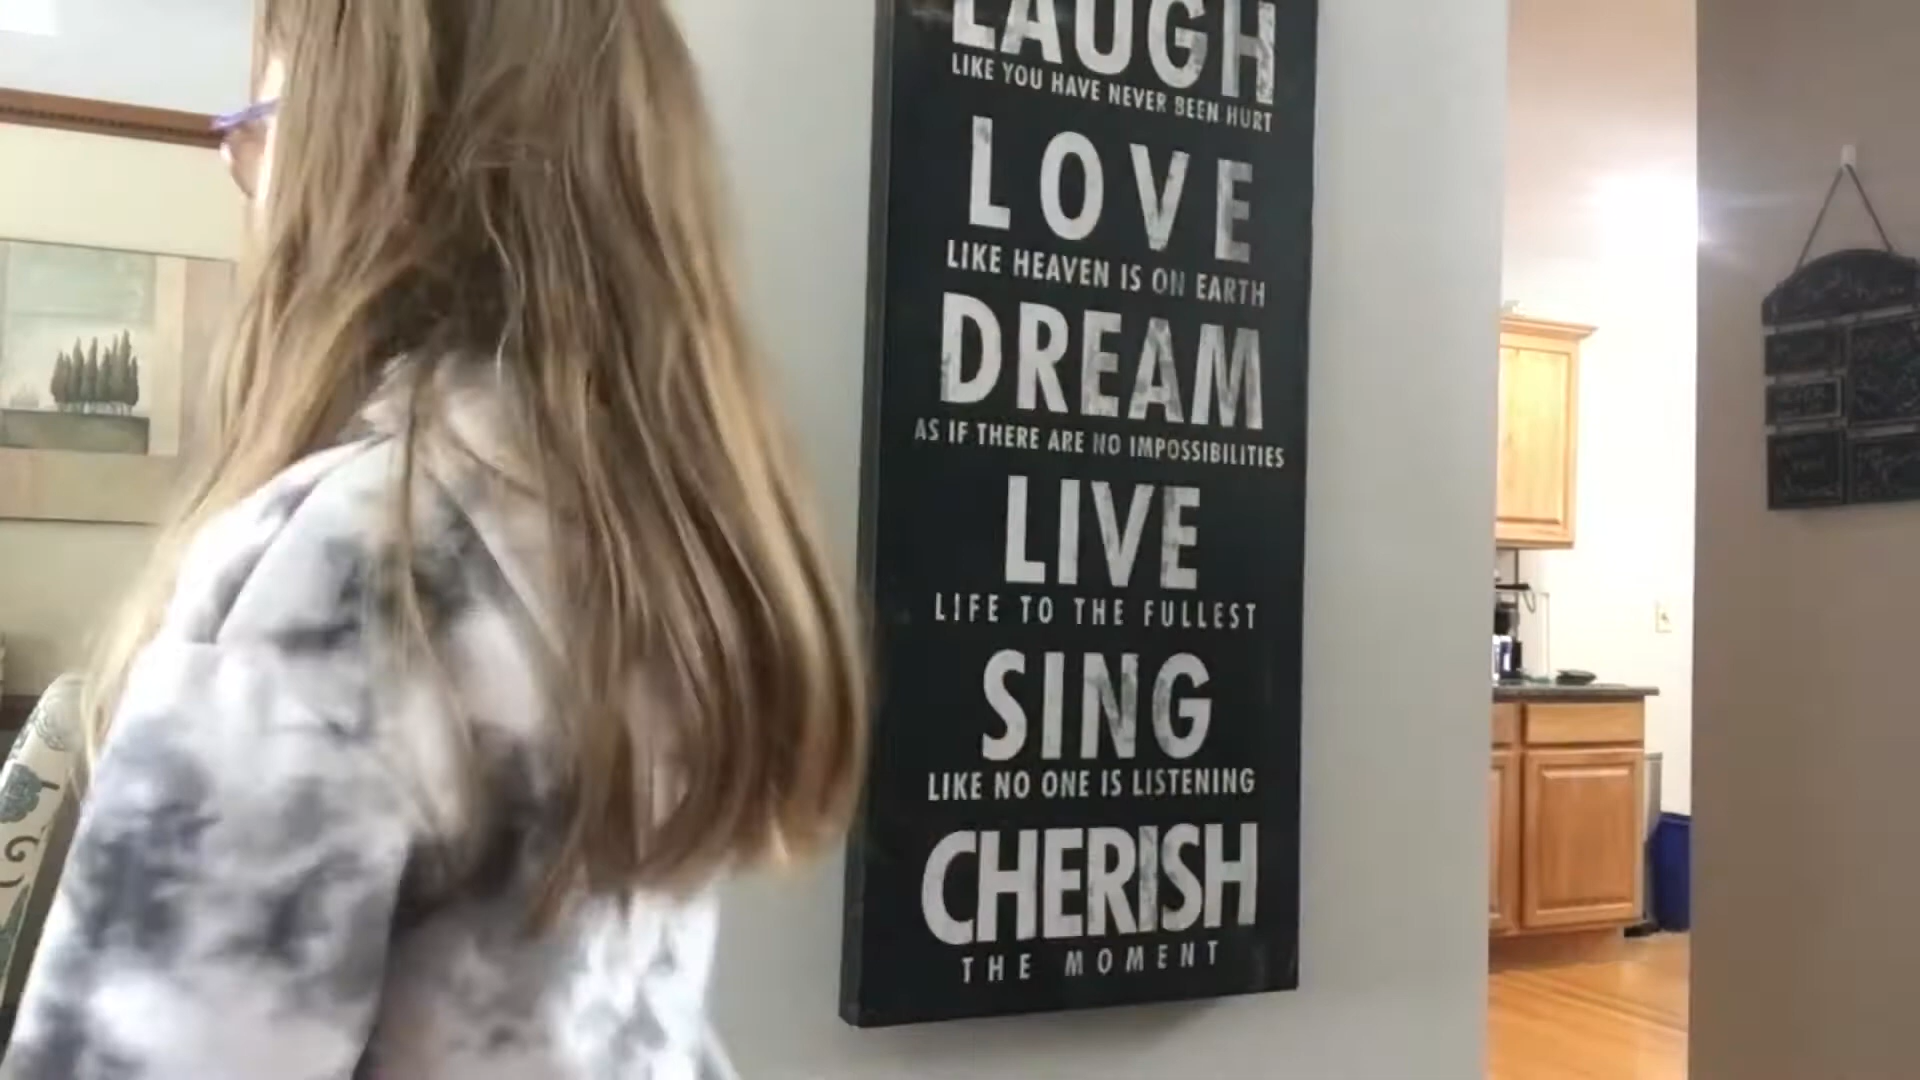 LAUGH
LIKE YOU HAVE NEVER BEEN HURT
LOVE
LIKE HEAVEN IS ON EARTH
DREAM
AS IF THERE ARE NO IMPOSSIBILITIES
LIVE
LIFE TO THE FULLEST
SING
LIKE NO ONE IS LISTENING
CHERISH
THE MOMENT